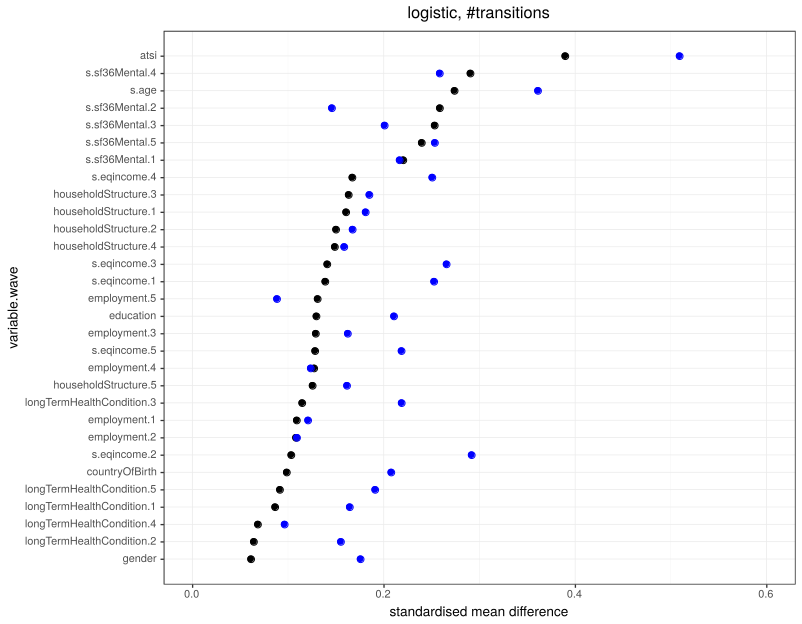 logistic, #transitions
variable.wave
atsi
s.sf36Mental.4
s.age
s.sf36Mental.2
s.sf36Mental.3
s.sf36Mental.5
s.sf36Mental.1
s.eqincome.4
householdStructure.3
householdStructure.1
householdStructure.2
householdStructure.4
s.eqincome.3
s.eqincome.1
employment.5
education
employment.3
s.eqincome.5
employment.4
householdStructure.5
longTermHealthCondition.3
employment.1
employment.2
s.eqincome.2
countryOfBirth
longTermHealthCondition.5
longTermHealthCondition.1
longTermHealthCondition.4
longTermHealthCondition.2
gender
0.0 0.2 0.4 0.6
standardised mean difference